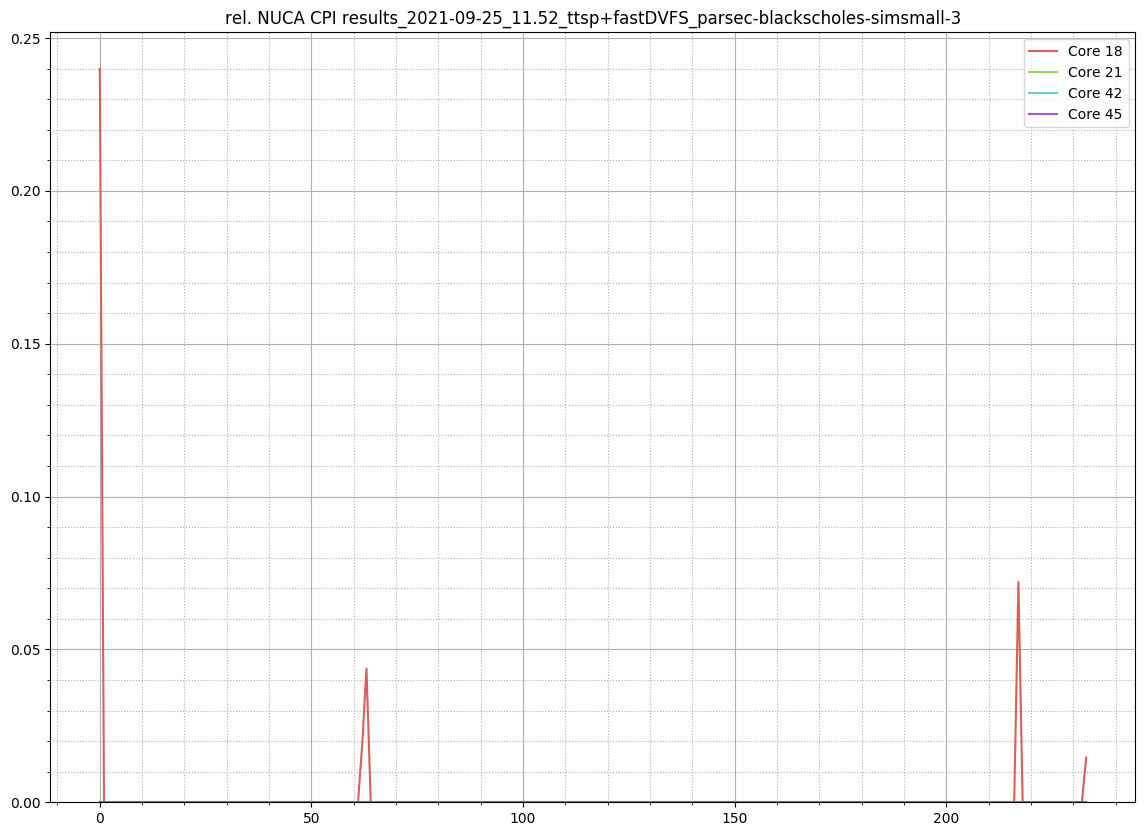 rel. NUCA CPI results_2021-09-25_11.52_ttsp+fastDVFS_parsec-blackscholes-simsmall-3
Core 18
Core 21
Core 42
Core 45
0.25
0.20
0.15
0.10
0.05
0.00
0 50 100 150 200